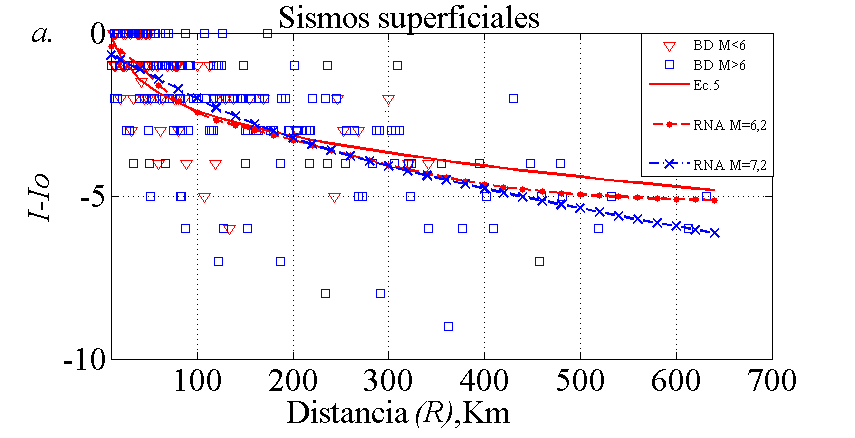 Sismos superficiales
a.
0
-5
-10
I-Io
BD M<6
BD M>6
Ec.5
RNA M=6,2
RNA M=7,2
100 200 300 400 500 600 700
Distancia (R),Km